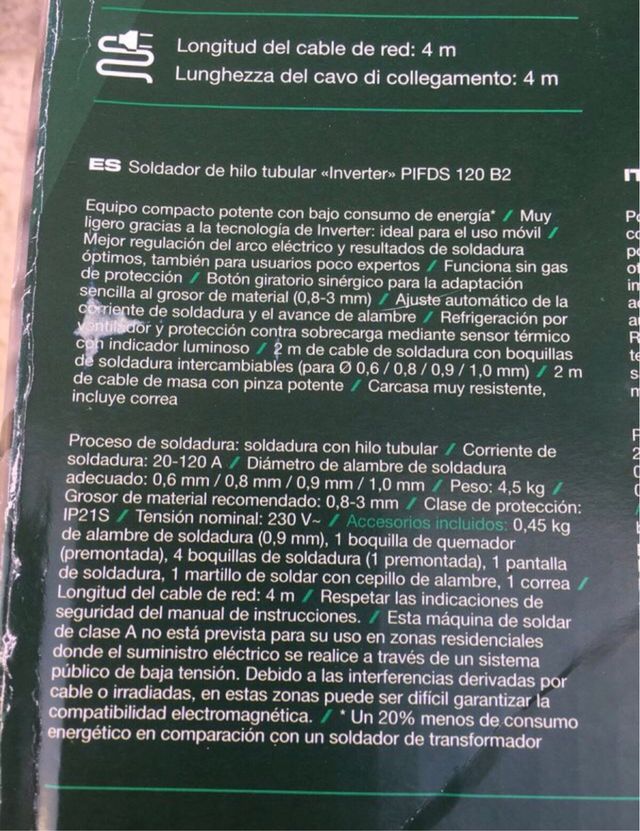 Longitud del cable de red: 4 m
Lunghezza del cavo di collegamento: 4 m
ES Soldador de hilo tubular «Inverter» PIFDS 120 B2
Equipo compacto potente con bajo consumo de energía* / Muy
ligero gracias a la tecnología de Inverter: ideal para el uso móvil /
Mejor regulación del arco eléctrico y resultados de soldadura
óptimos, también para usuarios poco expertos / Funciona sin gas
de protección / Botón giratorio sinérgico para la adaptación
sencilla al grosor de material (0,8-3 mm) / Ajuste automático de la
corriente de soldadura y el avance de alambre / Refrigeración por
ventilador y protección contra sobrecarga mediante sensor térmico
con indicador luminoso / 2 m de cable de soldadura con boquillas
de soldadura intercambiables (para Ø 0,6 / 0,8 / 0,9 / 1,0 mm) / 2 m
de cable de masa con pinza potente / Carcasa muy resistente,
incluye correa
Proceso de soldadura: soldadura con hilo tubular / Corriente de
soldadura: 20-120 A / Diámetro de alambre de soldadura
adecuado: 0,6 mm / 0,8 mm / 0,9 mm / 1,0 mm / Peso: 4,5 kg /
Grosor de material recomendado: 0,8-3 mm / Clase de protección:
IP21S / Tensión nominal: 230 V~ / Accesorios incluidos: 0,45 kg
de alambre de soldadura (0,9 mm), 1 boquilla de quemador
(premontada), 4 boquillas de soldadura (1 premontada), 1 pantalla
de soldadura, 1 martillo de soldar con cepillo de alambre, 1 correa /
Longitud del cable de red: 4 m / Respetar las indicaciones de
seguridad del manual de instrucciones. / Esta máquina de soldar
de clase A no está prevista para su uso en zonas residenciales
donde el suministro eléctrico se realice a través de un sistema
público de baja tensión. Debido a las interferencias derivadas por
cable o irradiadas, en estas zonas puede ser difícil garantizar la
compatibilidad electromagnética. / * Un 20% menos de consumo
energético en comparación con un soldador de transformador